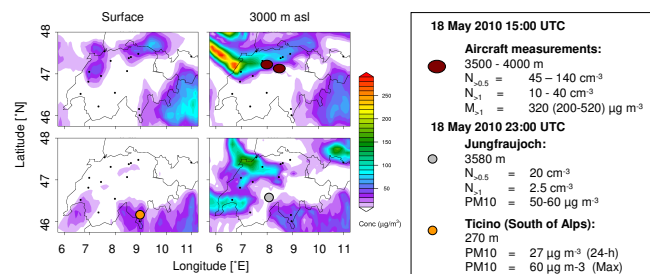 Surface 3000 m asl
48
47
46
48
47
46
250
200
150
100
50
Conc (µg/m³)
Latitude [˚N]
6 7 8 9 10 11 6 7 8 9 10 11
Longitude [˚E]
18 May 2010 15:00 UTC
Aircraft measurements:
3500 - 4000 m
N>0.5 = 45 – 140 cm-3
N>1 = 10 - 40 cm-3
M>1 = 320 (200-520) µg m-3
18 May 2010 23:00 UTC
Jungfraujoch:
3580 m
N>0.5 = 20 cm-3
N>1 = 2.5 cm-3
PM10 = 50-60 µg m-3
Ticino (South of Alps):
270 m
PM10 = 27 µg m-3 (24-h)
PM10 = 60 µg m-3 (Max)